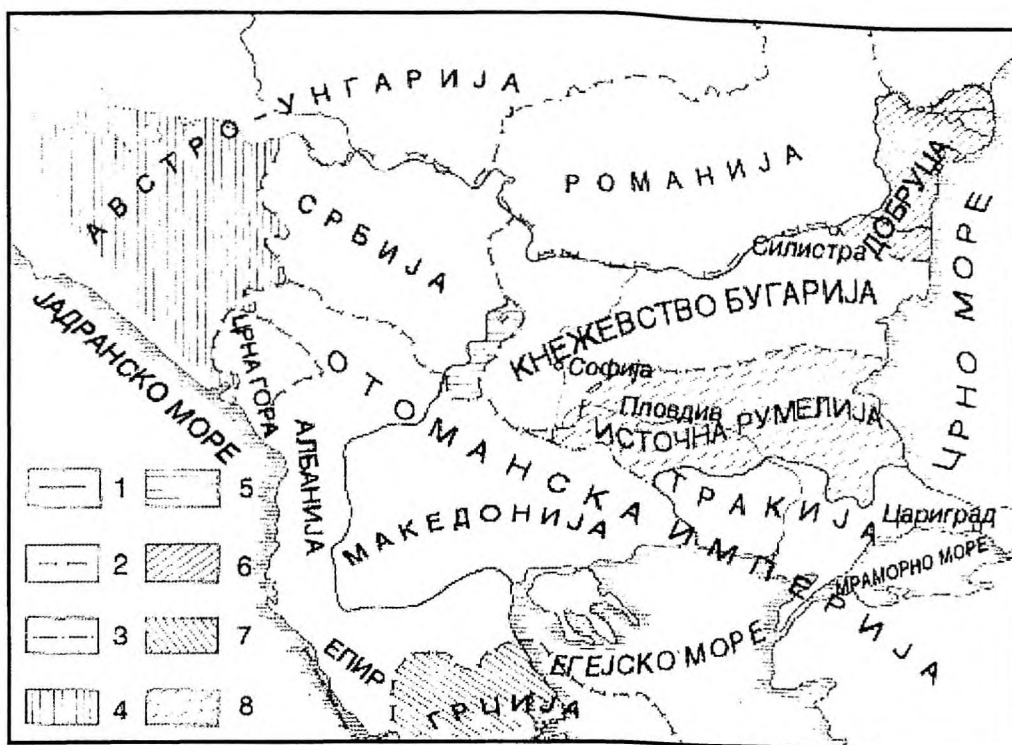 АВСТРО-УНГАРИЈА
РОМАНИЈА
СРБИЈА
ДОБРУЦА
Силистра
ЦРНО МОРЕ
КНЕЖЕВСТВО БУГАРИЈА
ЈАДРАНСКО МОРЕ
ЦРНА ГОРА
Софија
Пловдив
ИСТОЧНА РУМЕЛИЈА
ОТОМАНСКА ИМПЕРИЈА
АЛБАНИЈА
МАКЕДОНИЈА
ТРАКИЈА
Цариград
МРАМОРНО МОРЕ
ЕГЕЈСКО МОРЕ
ЕПИР
ГРЦИЈА
1 5
2 6
3 7
4 8